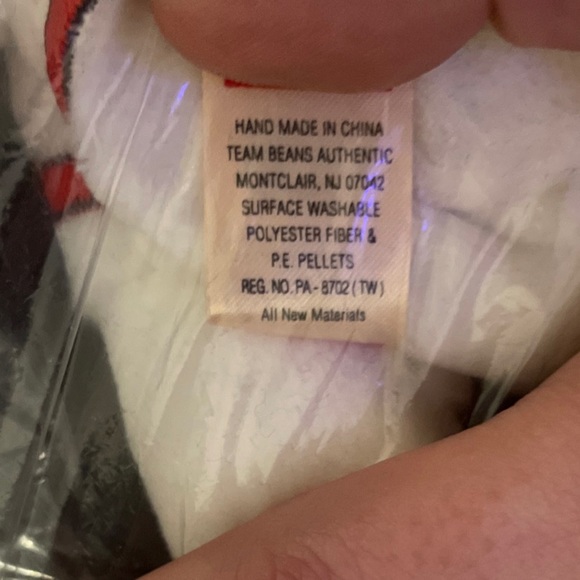 HAND MADE IN CHINA
TEAM BEANS AUTHENTIC
MONTCLAIR, NJ 07042
SURFACE WASHABLE
POLYESTER FIBER &
P.E. PELLETS
REG. NO. PA - 8702 ( TW )
All New Materials